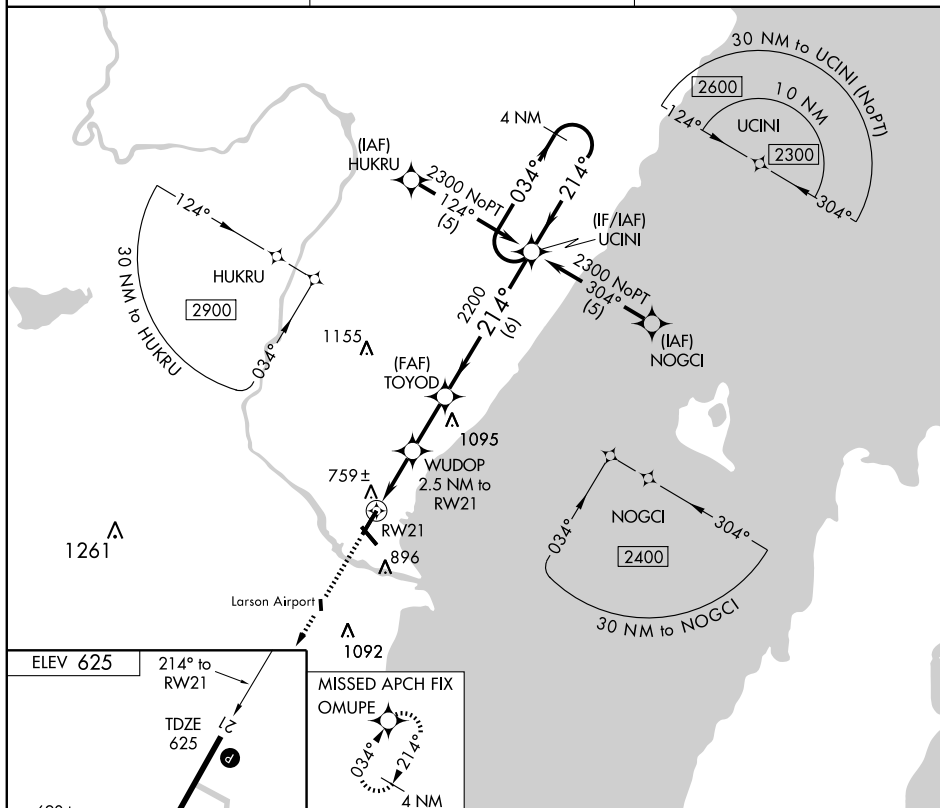 30 NM to UCINI (NoPT)
2600
10 NM
124°
UCINI
2300
304°
4 NM
(IAF)
HUKRU
2300 NoPT
124°
(5)
034°
214°
(IF/IAF)
UCINI
2300 NoPT
304°
(5)
(IAF)
NOGCI
124°
HUKRU
2900
034°
30 NM to HUKRU
2200
214°
(6)
1155
(FAF)
TOYOD
1095
WUDOP
2.5 NM to
RW21
759±
RW21
896
1261
Larson Airport
1092
NOGCI
034°
304°
2400
30 NM to NOGCI
ELEV 625
214° to
RW21
21
TDZE
625
P
MISSED APCH FIX
OMUPE
034°
214°
4 NM